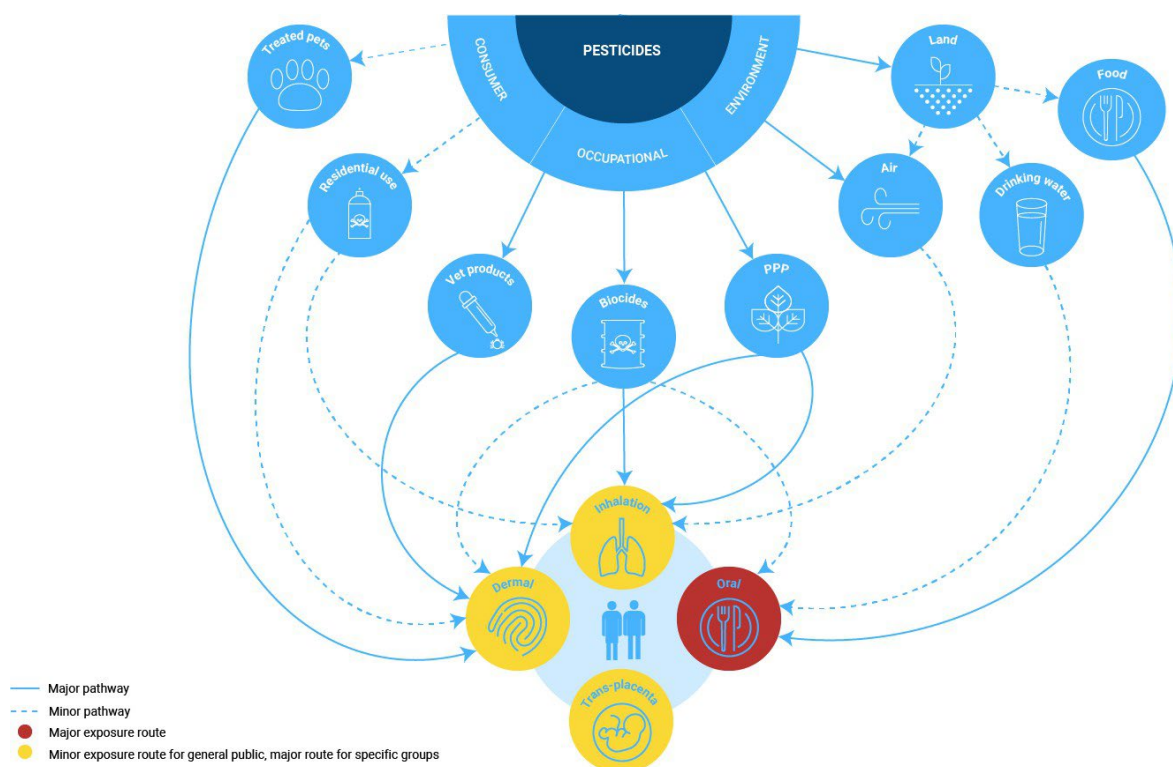 PESTICIDES
CONSUMER
OCCUPATIONAL
ENVIRONMENT
Treated pets
Land
Food
Residential use
Air
Drinking water
Vet products
Biocides
PPP
Inhalation
Dermal
Oral
Trans-placenta
Major pathway
Minor pathway
Major exposure route
Minor exposure route for general public, major route for specific groups